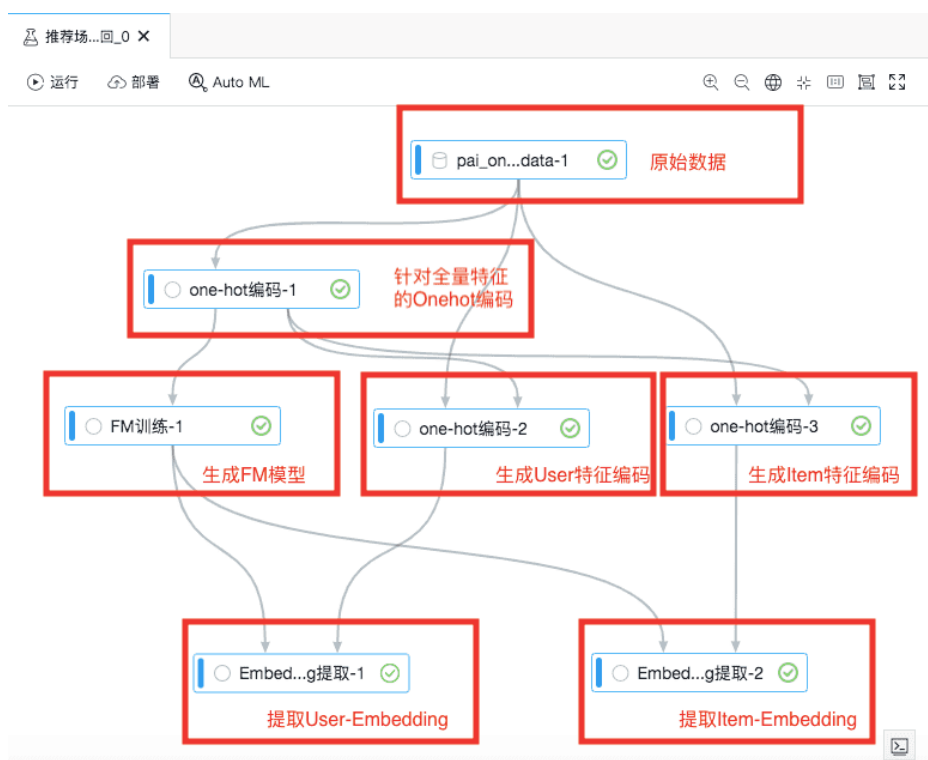 推荐场...回_0
运行 部署 Auto ML
pai_on...data-1
原始数据
one-hot编码-1
针对全量特征
的Onehot编码
FM训练-1
生成FM模型
one-hot编码-2
生成User特征编码
one-hot编码-3
生成Item特征编码
Embed...g提取-1
提取User-Embedding
Embed...g提取-2
提取Item-Embedding